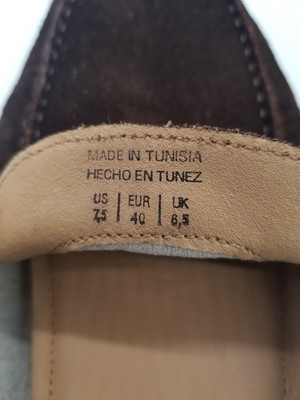 MADE IN TUNISIA
HECHO EN TUNEZ
US | EUR | UK
7,5 | 40 | 6,5